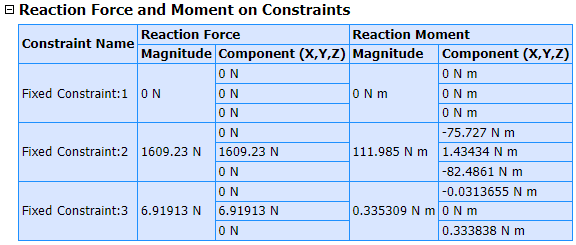 Reaction Force and Moment on Constraints
Constraint Name Reaction Force Reaction Moment
Magnitude Component (X,Y,Z) Magnitude Component (X,Y,Z)
Fixed Constraint:1 0 N 0 N 0 N m 0 N m
0 N 0 N m
0 N 0 N m
Fixed Constraint:2 1609.23 N 0 N 111.985 N m -75.727 N m
1609.23 N 1.43434 N m
0 N -82.4861 N m
Fixed Constraint:3 6.91913 N 0 N 0.335309 N m -0.0313655 N m
6.91913 N 0 N m
0 N 0.333838 N m